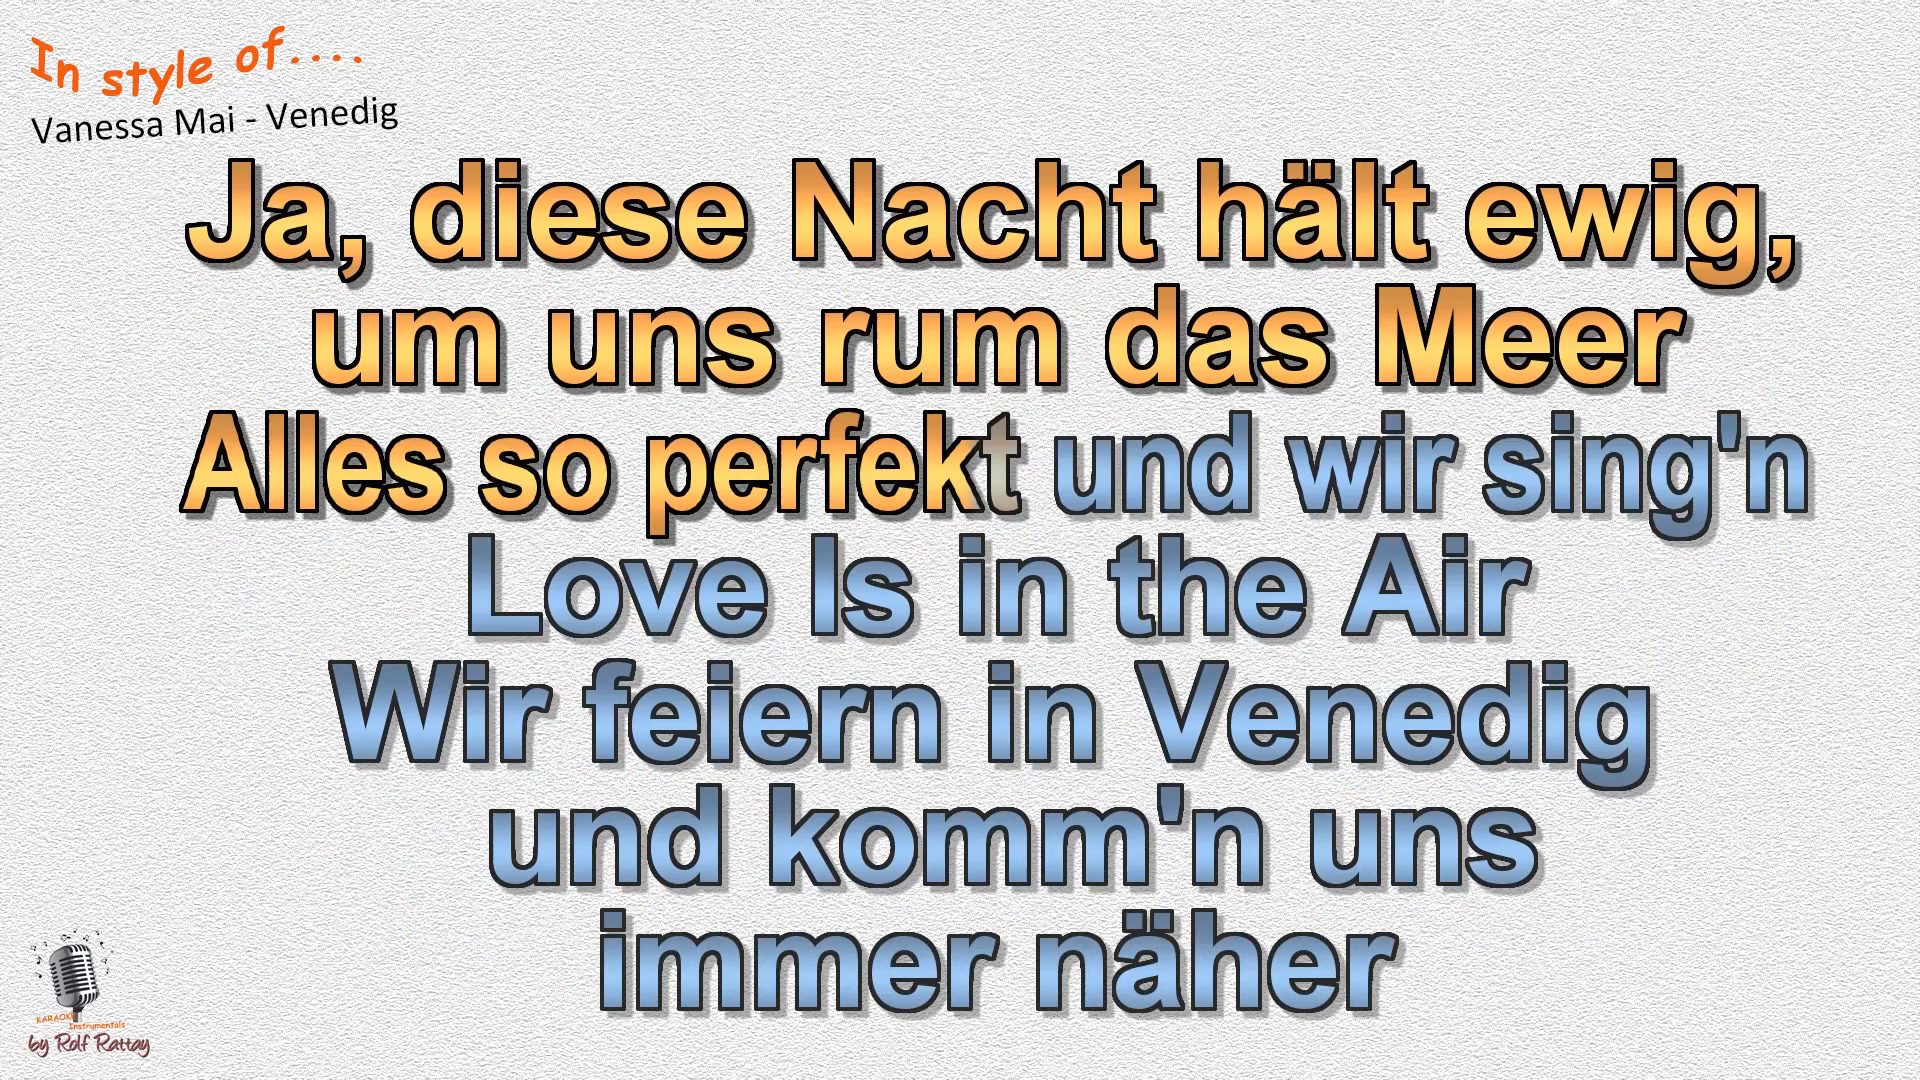 In style of....
Vanessa Mai - Venedig
Ja, diese Nacht hält ewig,
um uns rum das Meer
Alles so perfekt und wir sing'n
Love Is in the Air
Wir feiern in Venedig
und komm'n uns
immer näher
KARAOKE
Instrumentals
by Rolf Rattay